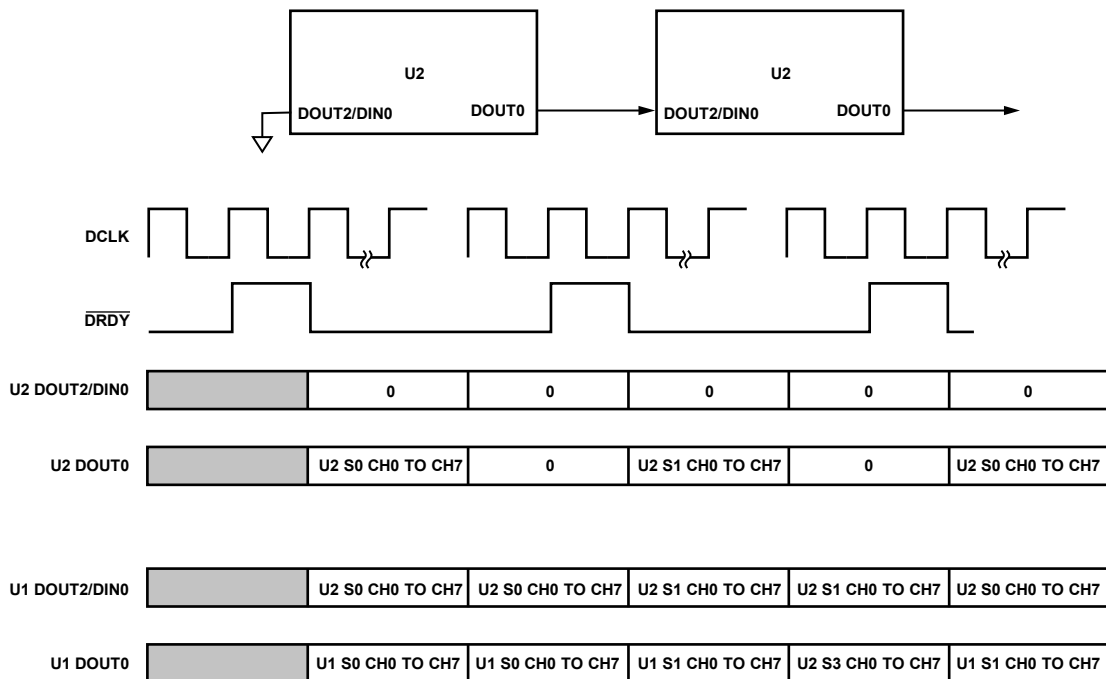 U2
U2
DOUT2/DIN0
DOUT0
DOUT2/DIN0
DOUT0
DCLK
DRDY
U2 DOUT2/DIN0
0
0
0
0
0
U2 DOUT0
U2 S0 CH0 TO CH7
0
U2 S1 CH0 TO CH7
0
U2 S0 CH0 TO CH7
U1 DOUT2/DIN0
U2 S0 CH0 TO CH7
U2 S0 CH0 TO CH7
U2 S1 CH0 TO CH7
U2 S1 CH0 TO CH7
U2 S0 CH0 TO CH7
U1 DOUT0
U1 S0 CH0 TO CH7
U1 S0 CH0 TO CH7
U1 S1 CH0 TO CH7
U2 S3 CH0 TO CH7
U1 S1 CH0 TO CH7